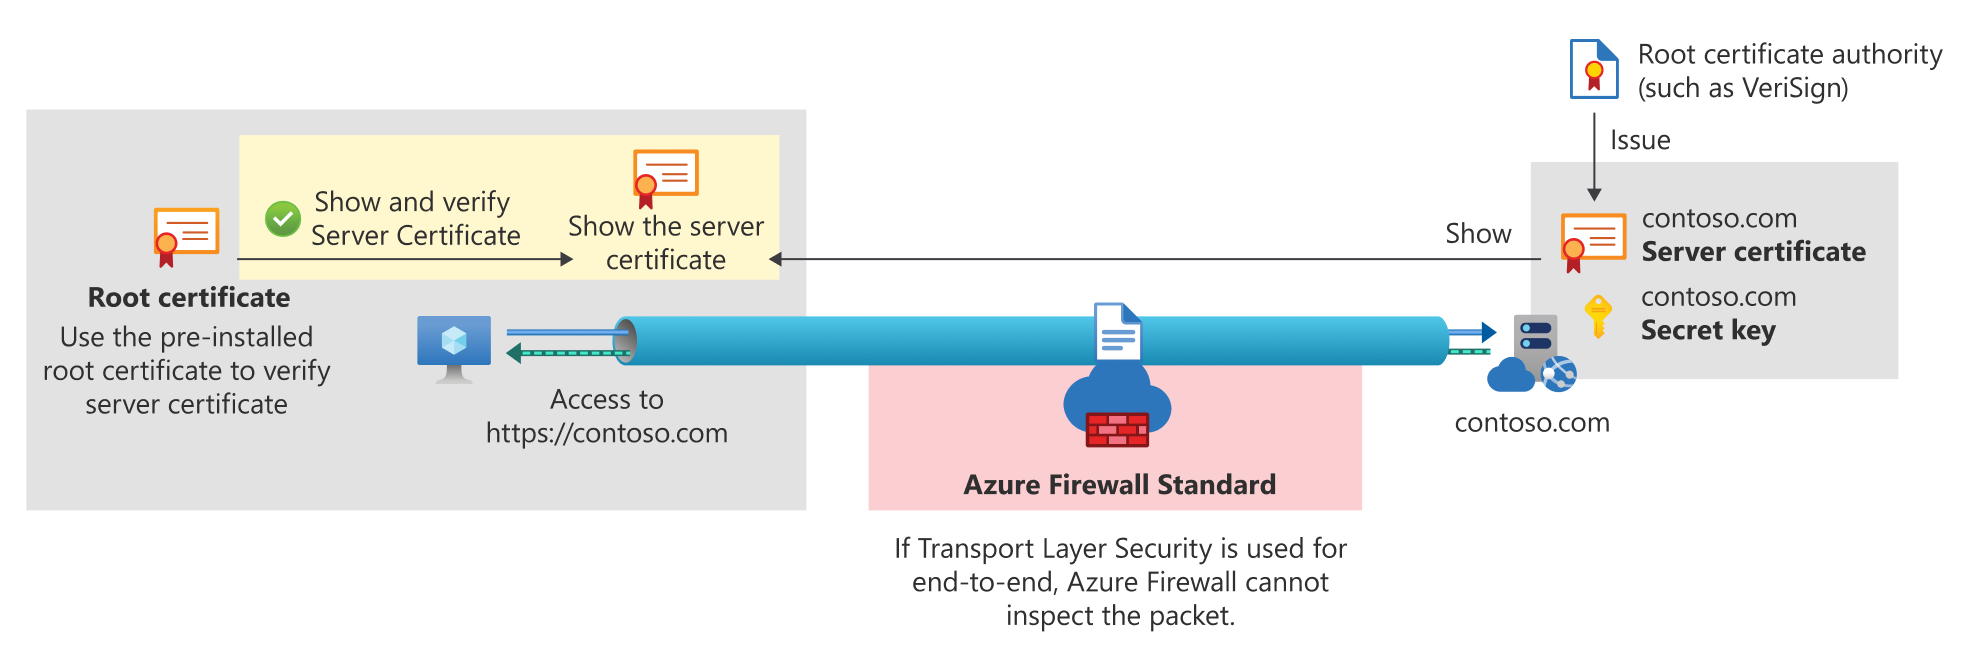 Root certificate authority
(such as VeriSign)
Issue
Show and verify
Server Certificate
Show the server
certificate
Show
contoso.com
Server certificate
contoso.com
Secret key
Root certificate
Use the pre-installed
root certificate to verify
server certificate
Access to
https://contoso.com
contoso.com
Azure Firewall Standard
If Transport Layer Security is used for
end-to-end, Azure Firewall cannot
inspect the packet.